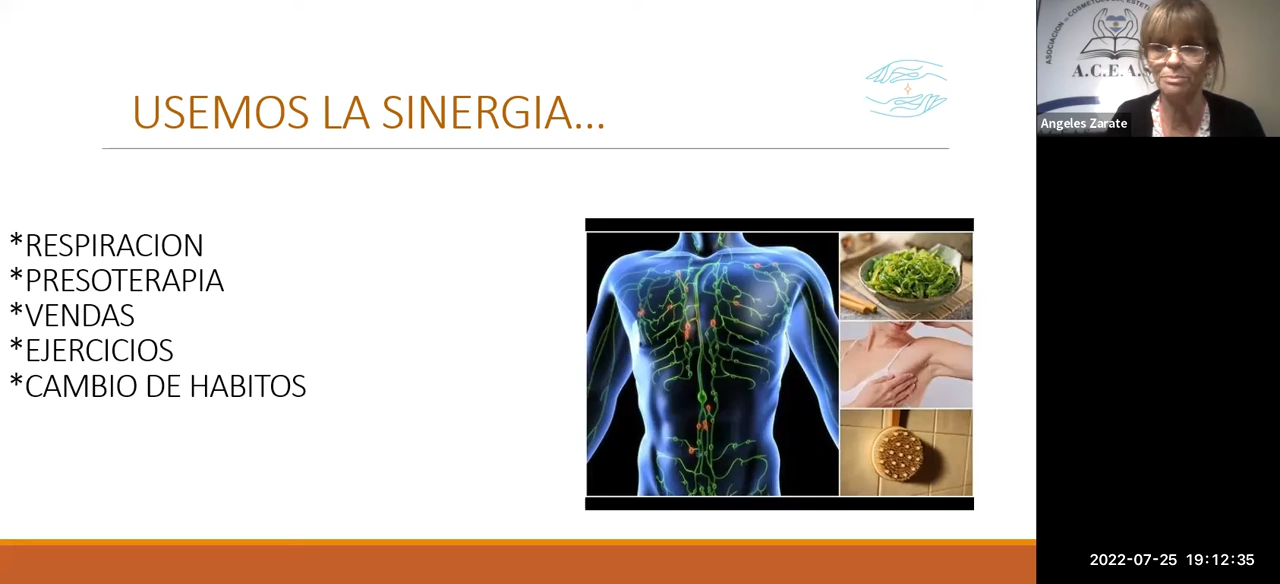 USEMOS LA SINERGIA...
*RESPIRACION
*PRESOTERAPIA
*VENDAS
*EJERCICIOS
*CAMBIO DE HABITOS
A.C.E.A.
Angeles Zarate
2022-07-25 19:12:35